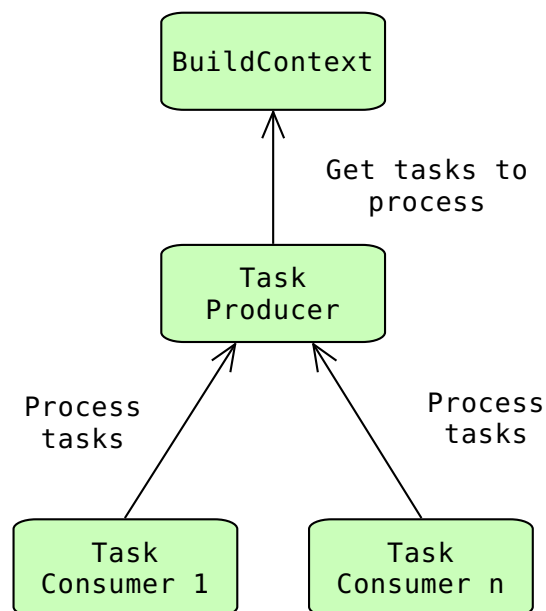 BuildContext
Get tasks to
process
Task
Producer
Process
tasks
Process
tasks
Task
Consumer 1
Task
Consumer n